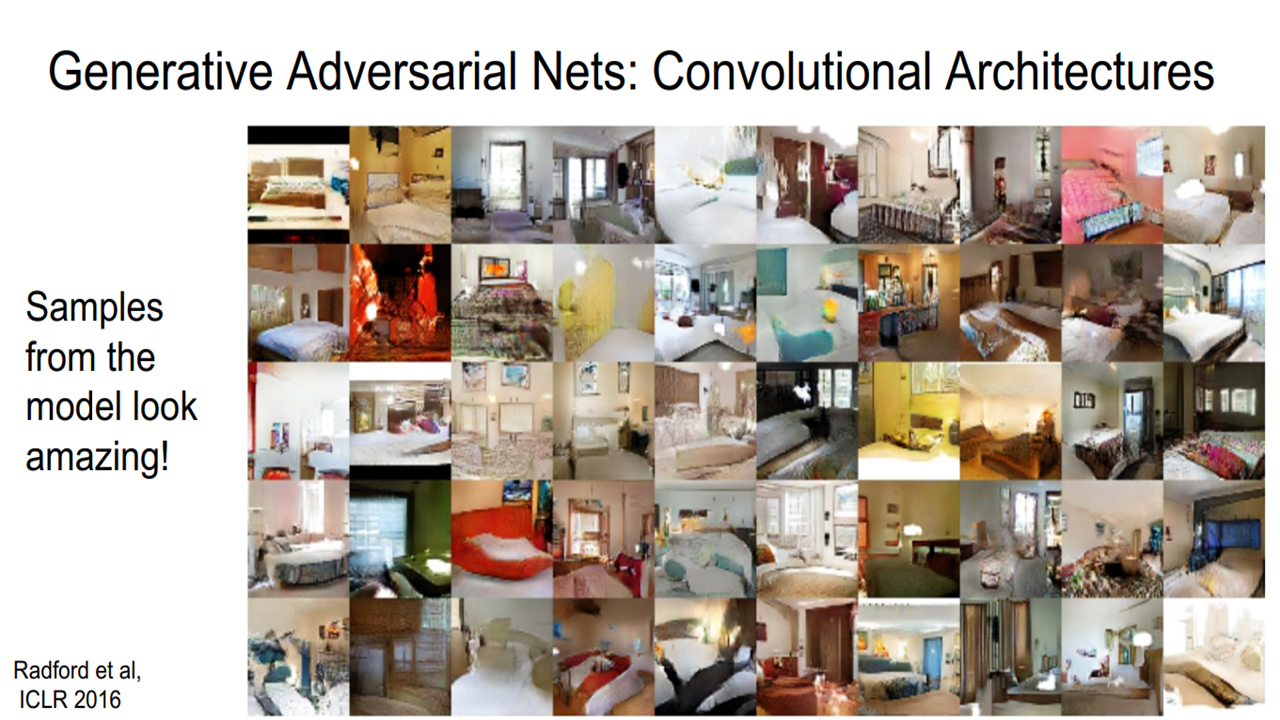 Generative Adversarial Nets: Convolutional Architectures
Samples
from the
model look
amazing!
Radford et al,
ICLR 2016